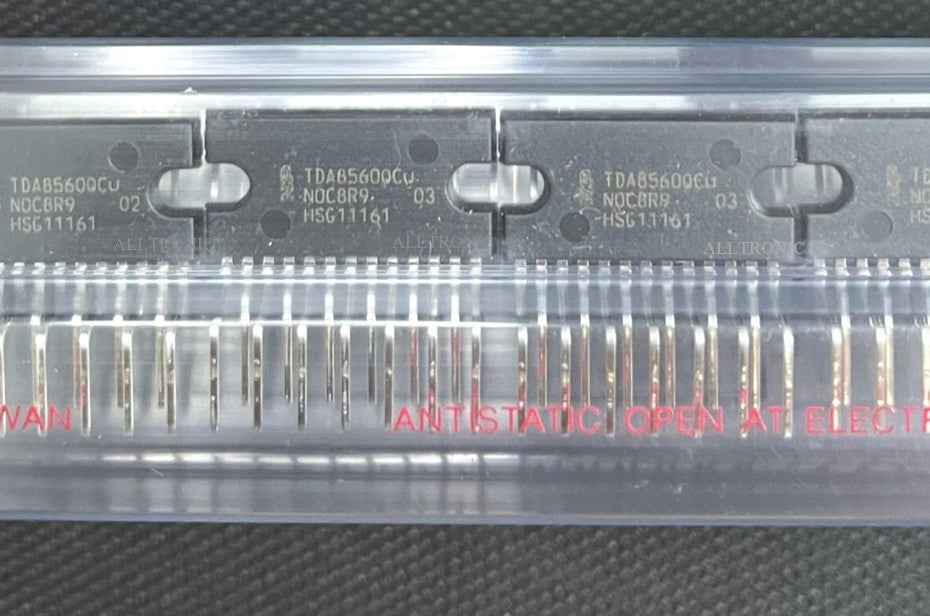 TDA8560QCU
N0C8R9 02
HSG11161
TDA8560QCU
N0C8R9 03
HSG11161
TDA8560QCU
N0C8R9 03
HSG11161
ALLTRONIC
ALLTRONIC
ALLTRONIC
WAN ANTISTATIC OPEN AT ELECTR